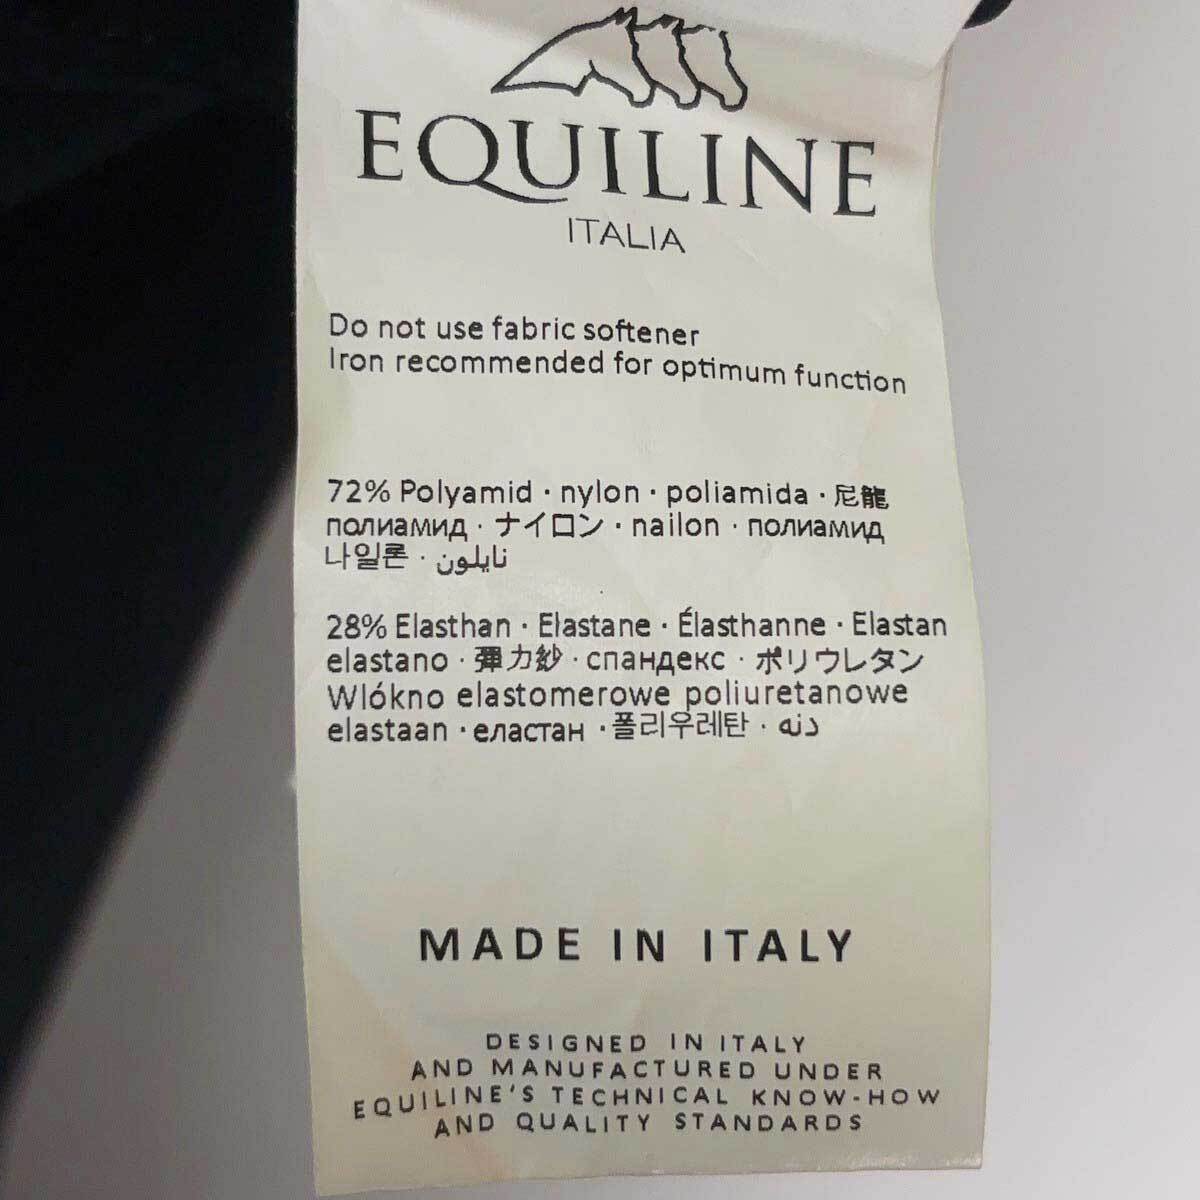 EQUILINE
ITALIA
Do not use fabric softener
Iron recommended for optimum function
72% Polyamid · nylon · poliamida · 尼龍
полиамид · ナイロン · nailon · полиамид
나일론 · نايلون
28% Elasthan · Elastane · Élasthanne · Elastan
elastano · 彈力紗 · спандекс · ポリウレタン
Wlókno elastomerowe poliuretanowe
elastaan · еластан · 폴리우레탄 · دنه
MADE IN ITALY
DESIGNED IN ITALY
AND MANUFACTURED UNDER
EQUILINE'S TECHNICAL KNOW-HOW
AND QUALITY STANDARDS